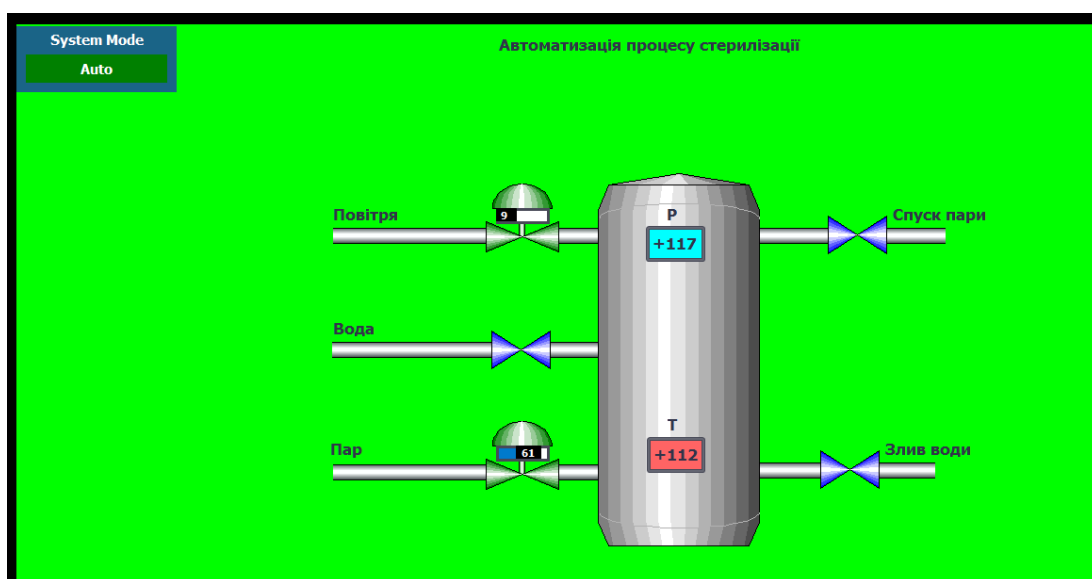 System Mode
Auto
Автоматизація процесу стерилізації
Повітря
9
P
+117
Спуск пари
Вода
Пар
61
T
+112
Злив води